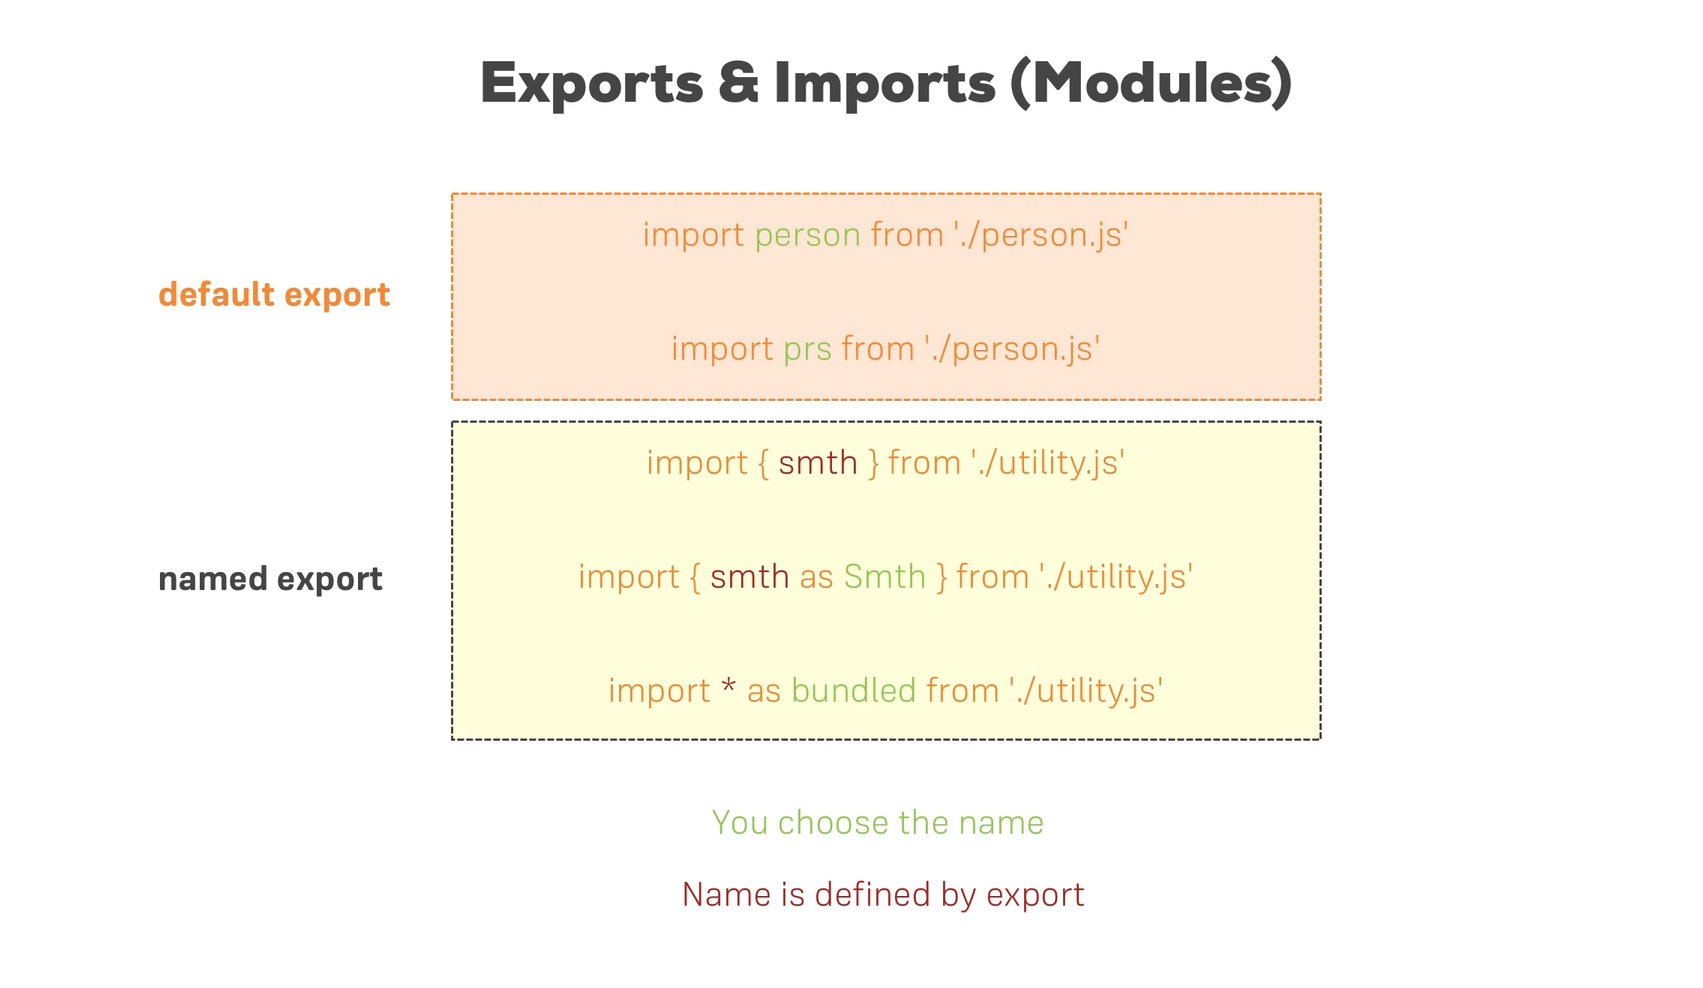 Exports & Imports (Modules)
default export
import person from './person.js'
import prs from './person.js'
named export
import { smth } from './utility.js'
import { smth as Smth } from './utility.js'
import * as bundled from './utility.js'
You choose the name
Name is defined by export